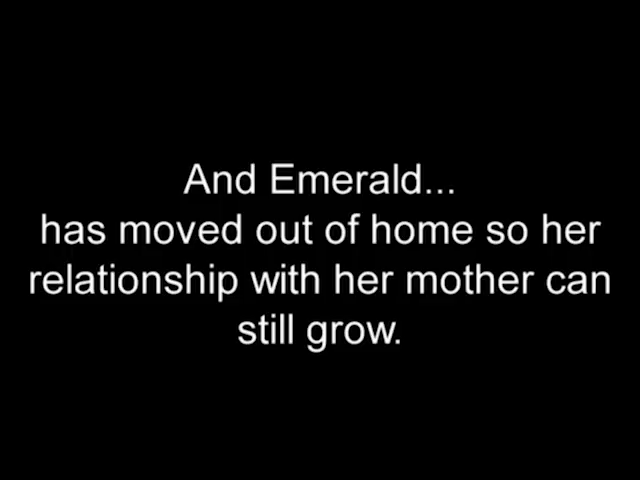 And Emerald...
has moved out of home so her
relationship with her mother can
still grow.